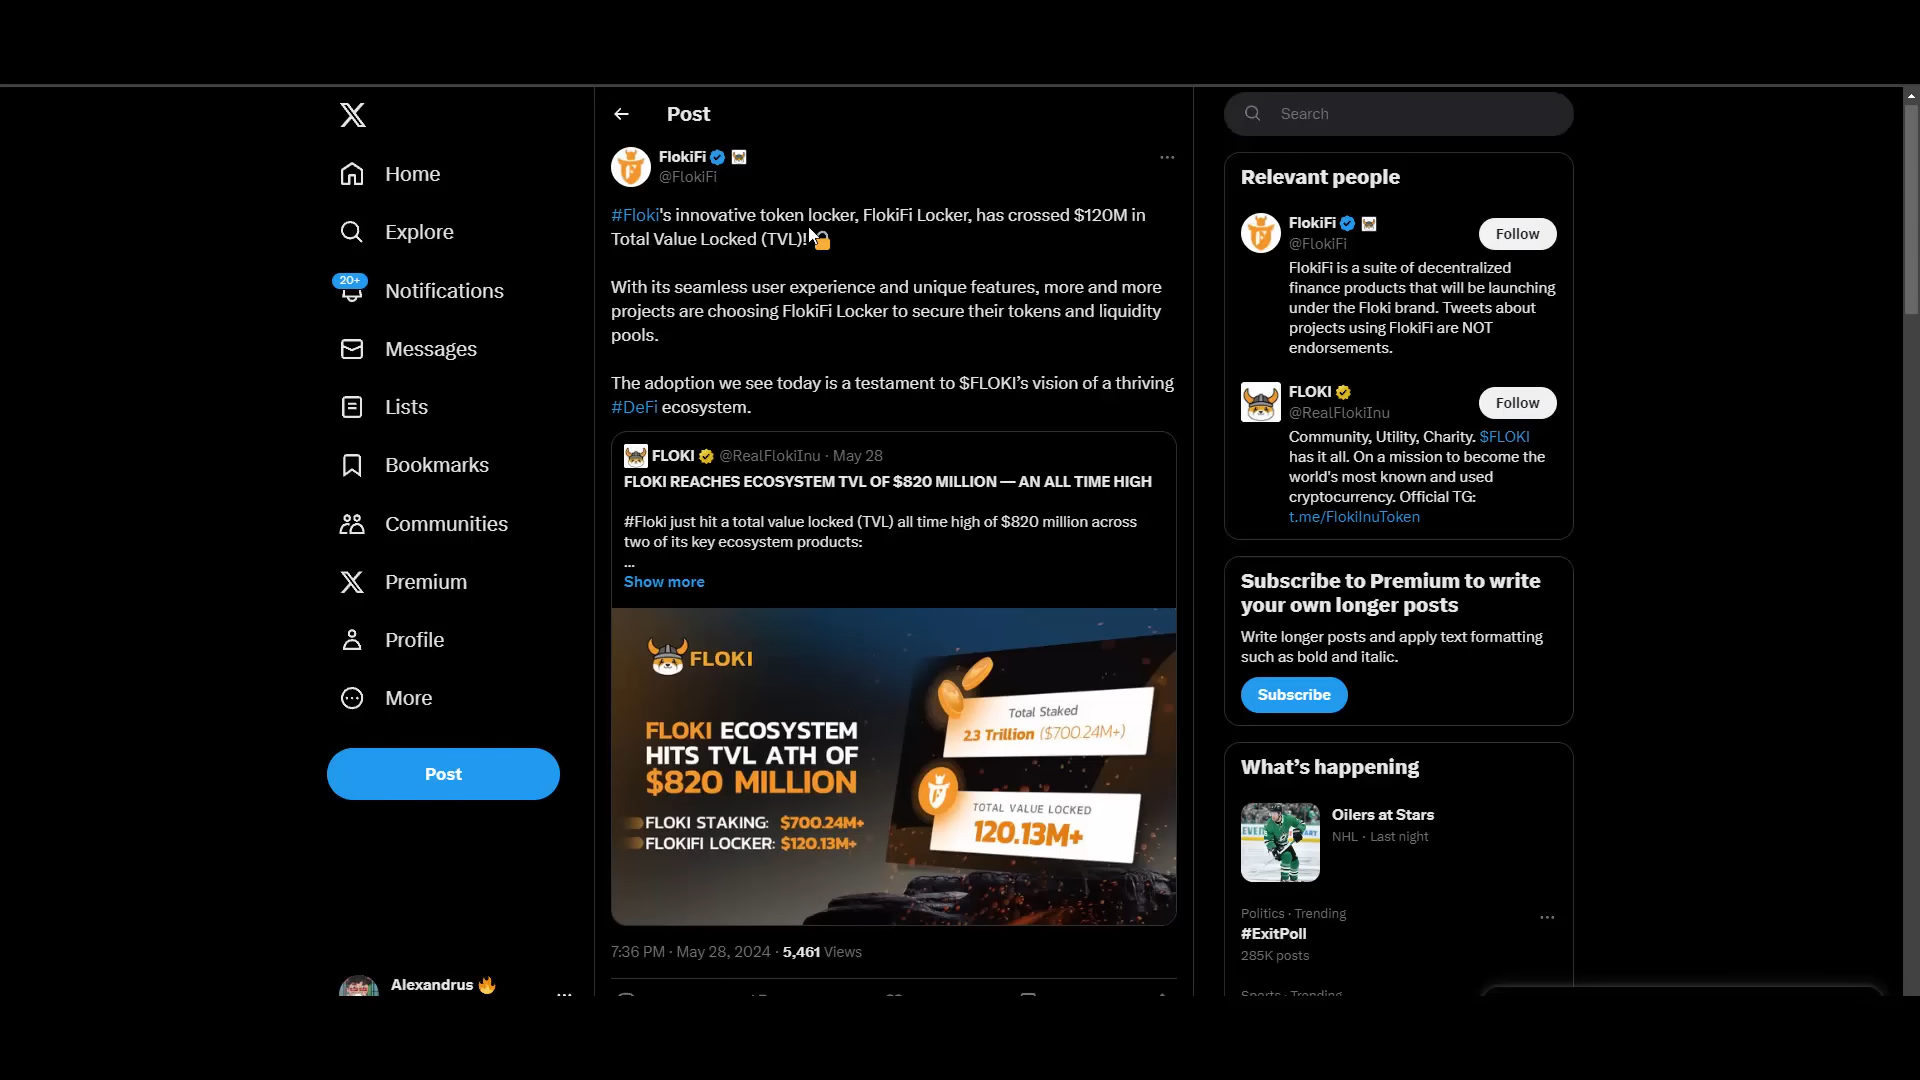 Home
Explore
20+
Notifications
Messages
Lists
Bookmarks
Communities
Premium
Profile
More
Post
Alexandrus
Post
FlokiFi
@FlokiFi
#Floki's innovative token locker, FlokiFi Locker, has crossed $120M in
Total Value Locked (TVL)!
With its seamless user experience and unique features, more and more
projects are choosing FlokiFi Locker to secure their tokens and liquidity
pools.
The adoption we see today is a testament to $FLOKI's vision of a thriving
#DeFi ecosystem.
FLOKI @RealFlokiInu · May 28
FLOKI REACHES ECOSYSTEM TVL OF $820 MILLION — AN ALL TIME HIGH
#Floki just hit a total value locked (TVL) all time high of $820 million across
two of its key ecosystem products:
...
Show more
FLOKI
FLOKI ECOSYSTEM
HITS TVL ATH OF
$820 MILLION
FLOKI STAKING: $700.24M+
FLOKIFI LOCKER: $120.13M+
Total Staked
2.3 Trillion ($700.24M+)
TOTAL VALUE LOCKED
120.13M+
7:36 PM · May 28, 2024 · 5,461 Views
Search
Relevant people
FlokiFi
@FlokiFi
Follow
FlokiFi is a suite of decentralized
finance products that will be launching
under the Floki brand. Tweets about
projects using FlokiFi are NOT
endorsements.
FLOKI
@RealFlokiInu
Follow
Community, Utility, Charity. $FLOKI
has it all. On a mission to become the
world's most known and used
cryptocurrency. Official TG:
t.me/FlokiInuToken
Subscribe to Premium to write
your own longer posts
Write longer posts and apply text formatting
such as bold and italic.
Subscribe
What's happening
Oilers at Stars
NHL · Last night
Politics · Trending
#ExitPoll
285K posts
Sports · Trending